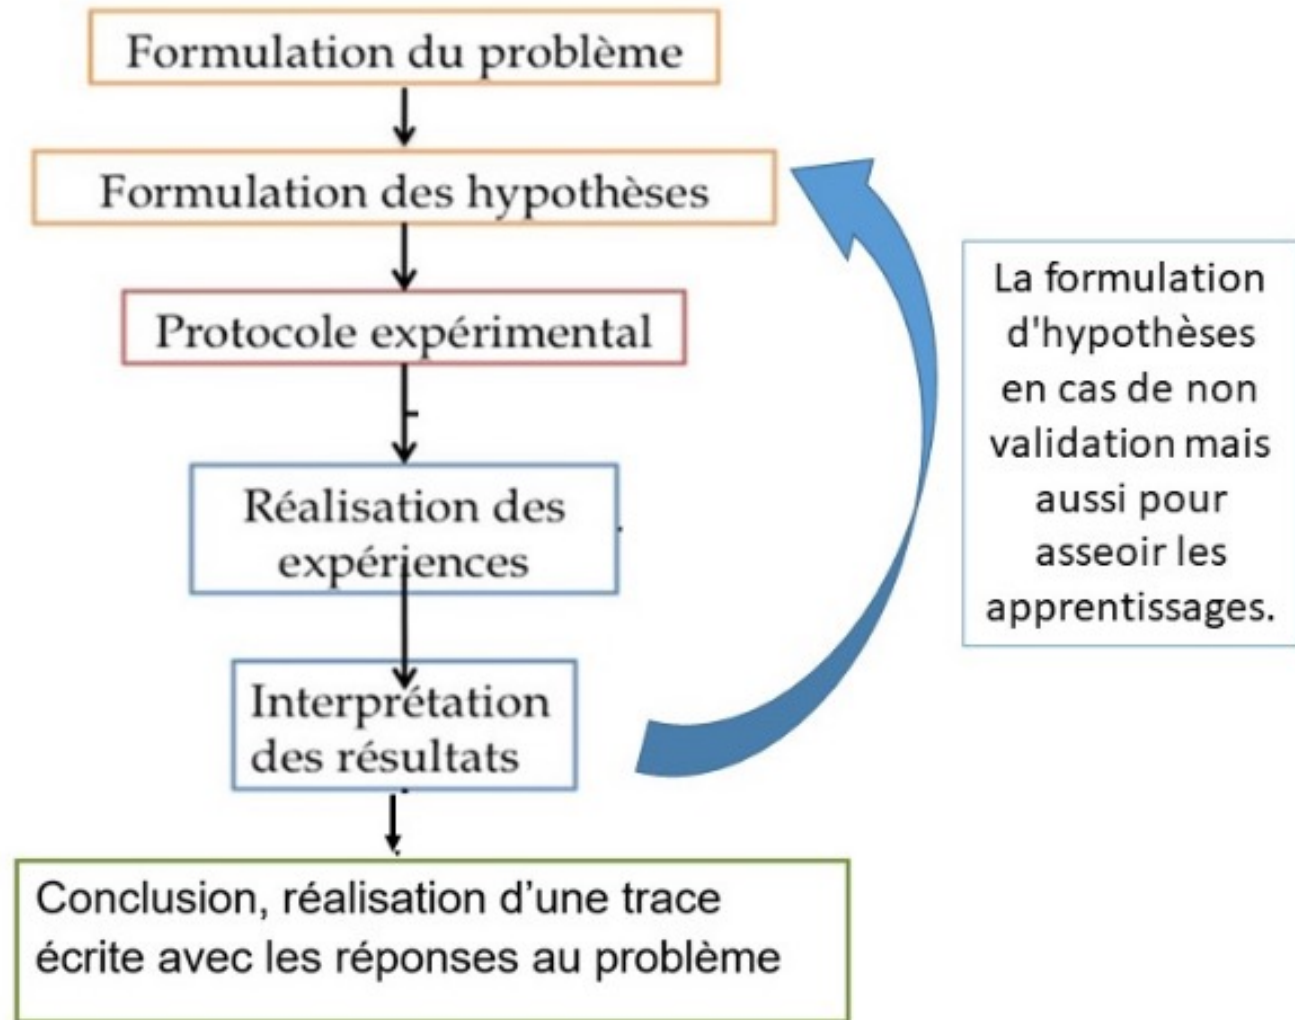 Formulation du problème
Formulation des hypothèses
Protocole expérimental
Réalisation des
expériences
Interprétation
des résultats
Conclusion, réalisation d’une trace
écrite avec les réponses au problème
La formulation
d'hypothèses
en cas de non
validation mais
aussi pour
asseoir les
apprentissages.